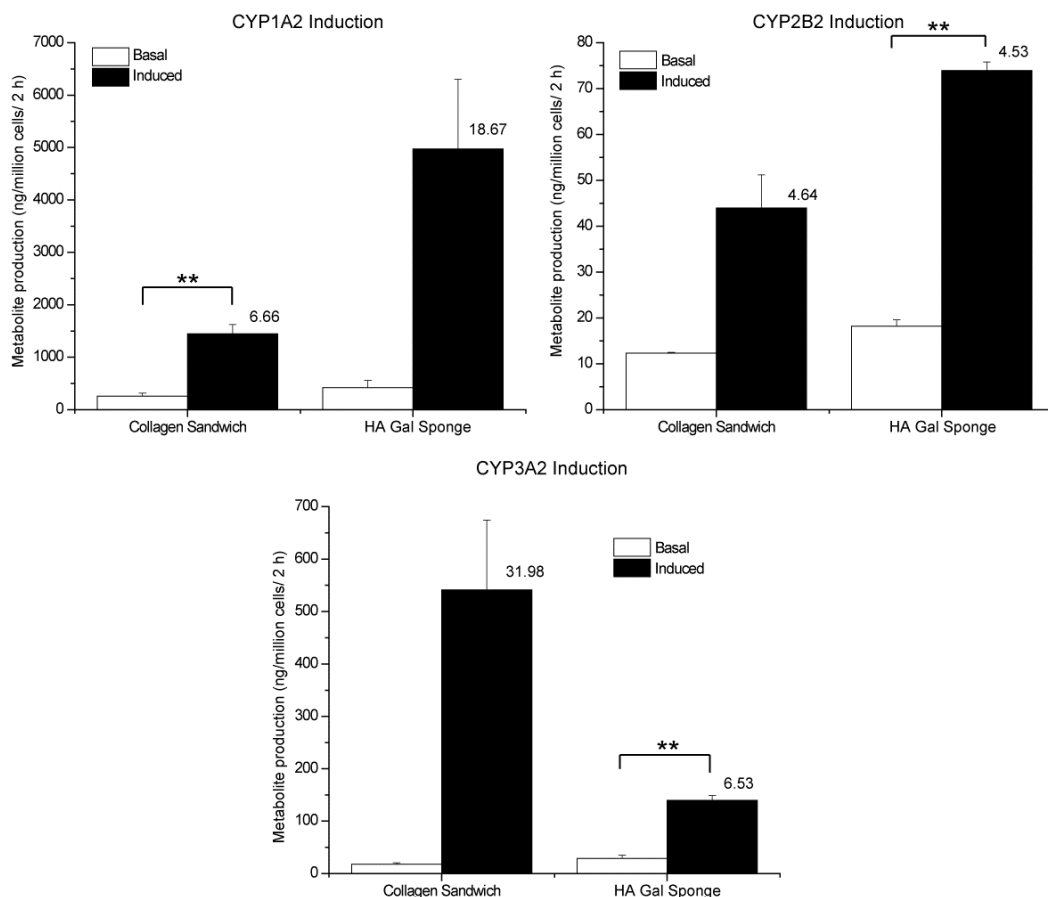 CYP1A2 Induction
Metabolite production (ng/million cells/ 2 h)
7000
6000
5000
4000
3000
2000
1000
0
Basal
Induced
**
6.66
18.67
Collagen Sandwich
HA Gal Sponge
CYP2B2 Induction
Metabolite production (ng/million cells/ 2 h)
80
70
60
50
40
30
20
10
0
Basal
Induced
**
4.53
4.64
Collagen Sandwich
HA Gal Sponge
CYP3A2 Induction
Metabolite production (ng/million cells/ 2 h)
700
600
500
400
300
200
100
0
Basal
Induced
31.98
**
6.53
Collagen Sandwich
HA Gal Sponge